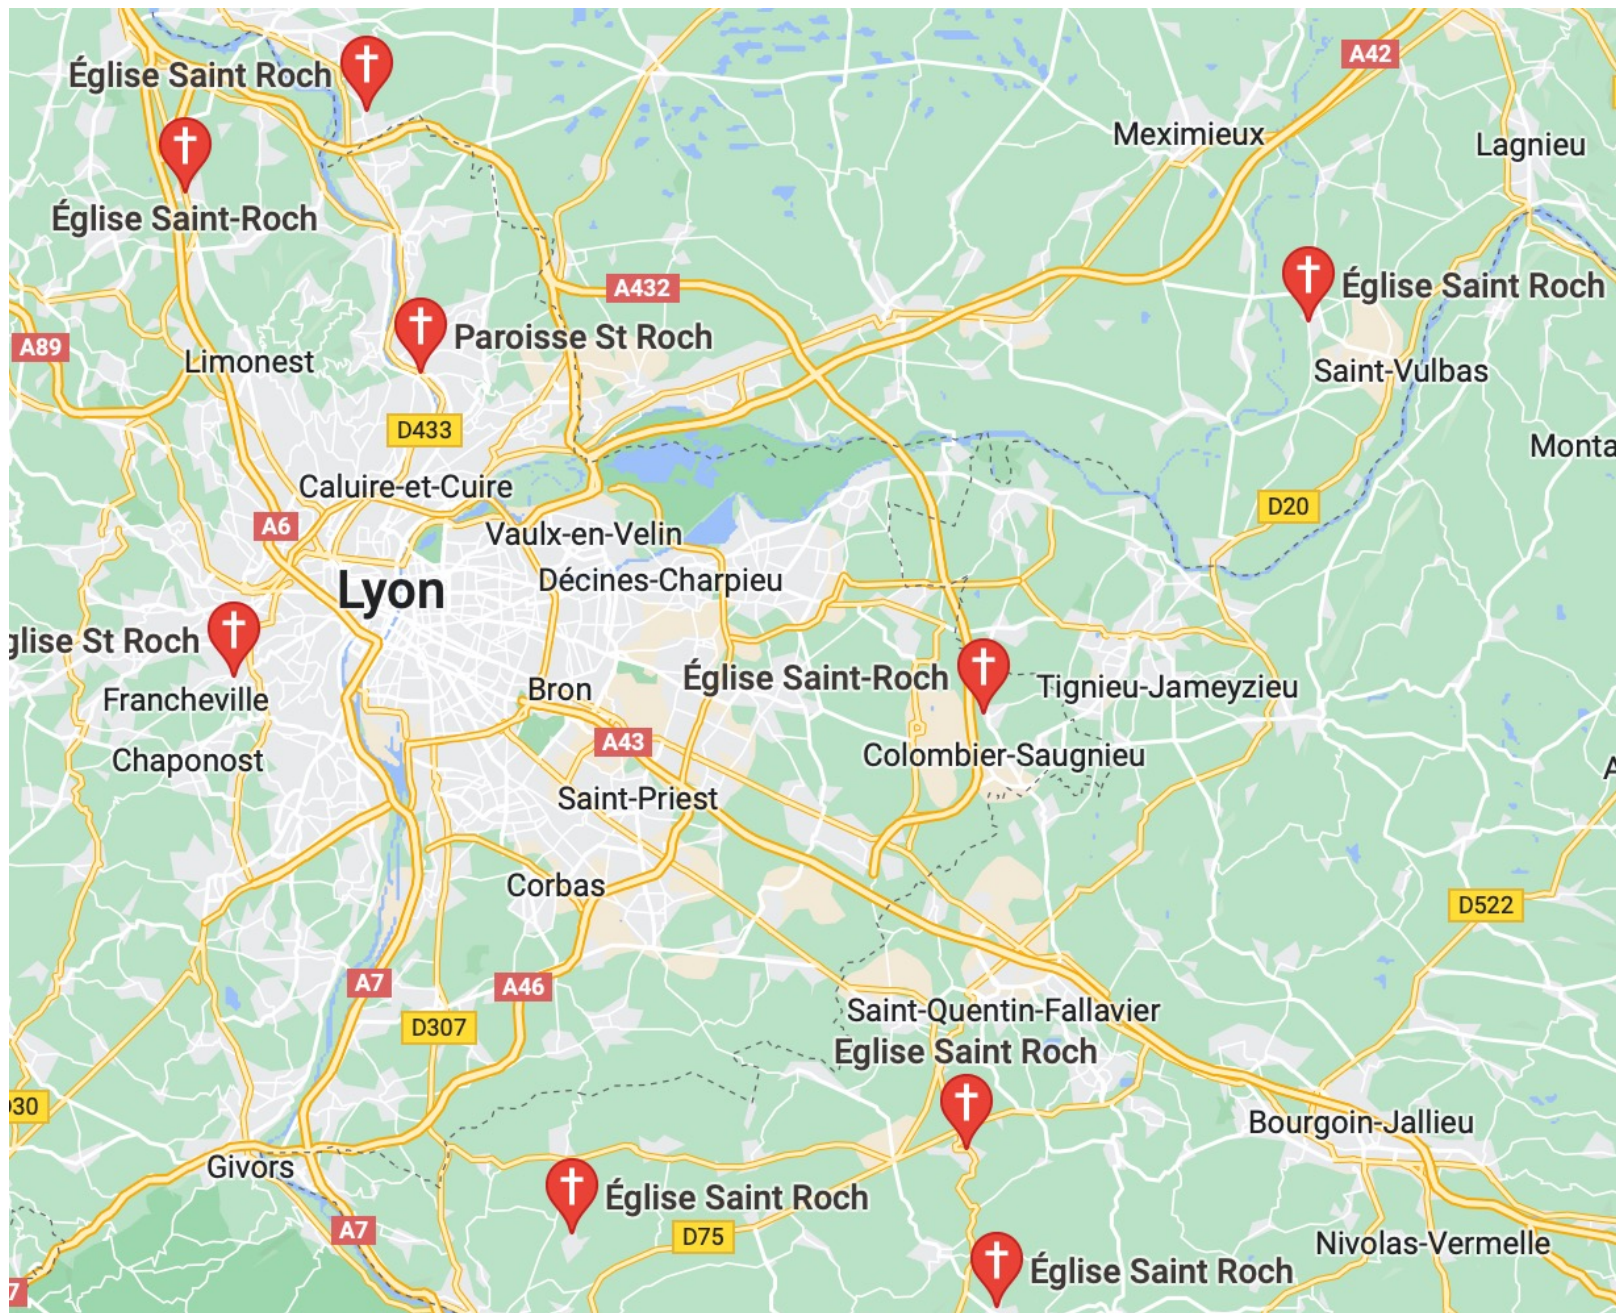 A42
Église Saint Roch
Meximieux
Lagnieu
Église Saint-Roch
A432
Église Saint Roch
Paroisse St Roch
A89
Limonest
Saint-Vulbas
D433
Monta
Caluire-et-Cuire
D20
A6
Vaulx-en-Velin
Décines-Charpieu
Lyon
glise St Roch
Église Saint-Roch
Tignieu-Jameyzieu
Francheville
Bron
A43
Colombier-Saugnieu
Chaponost
A
Saint-Priest
Corbas
D522
A7
A46
Saint-Quentin-Fallavier
D307
Eglise Saint Roch
D30
Bourgoin-Jallieu
Givors
Église Saint Roch
A7
D75
Nivolas-Vermelle
Église Saint Roch
7